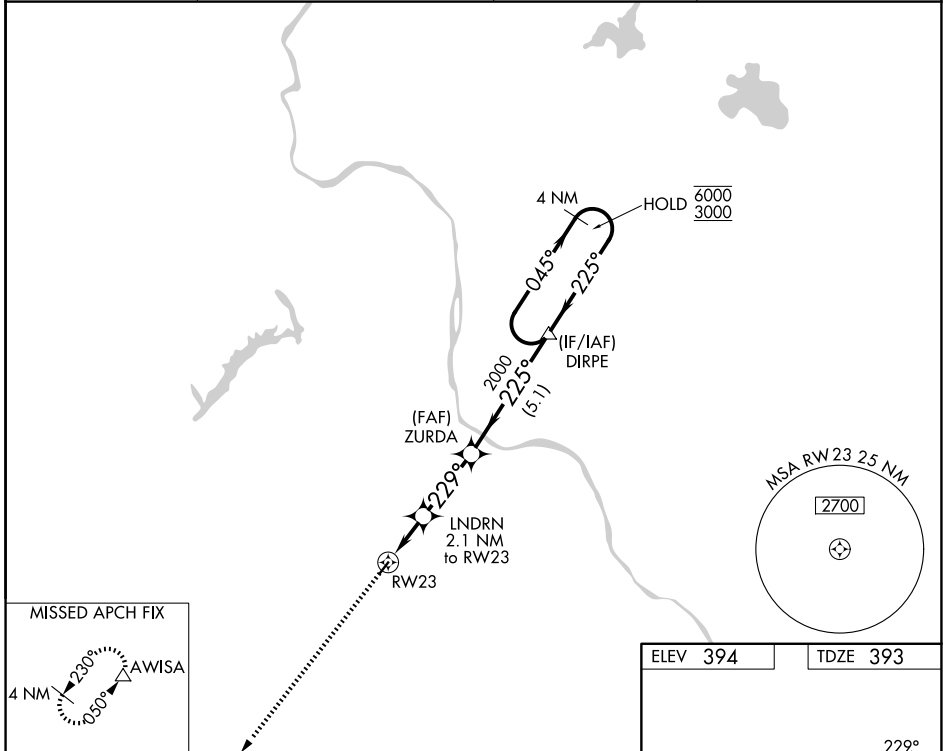 4 NM
HOLD 6000
3000
045°
225°
(IF/IAF)
DIRPE
2000
225°
(5.1)
(FAF)
ZURDA
229°
LNDRN
2.1 NM
to RW23
RW23
MSA RW23 25 NM
2700
MISSED APCH FIX
230°
AWISA
4 NM
050°
ELEV 394
TDZE 393
229°